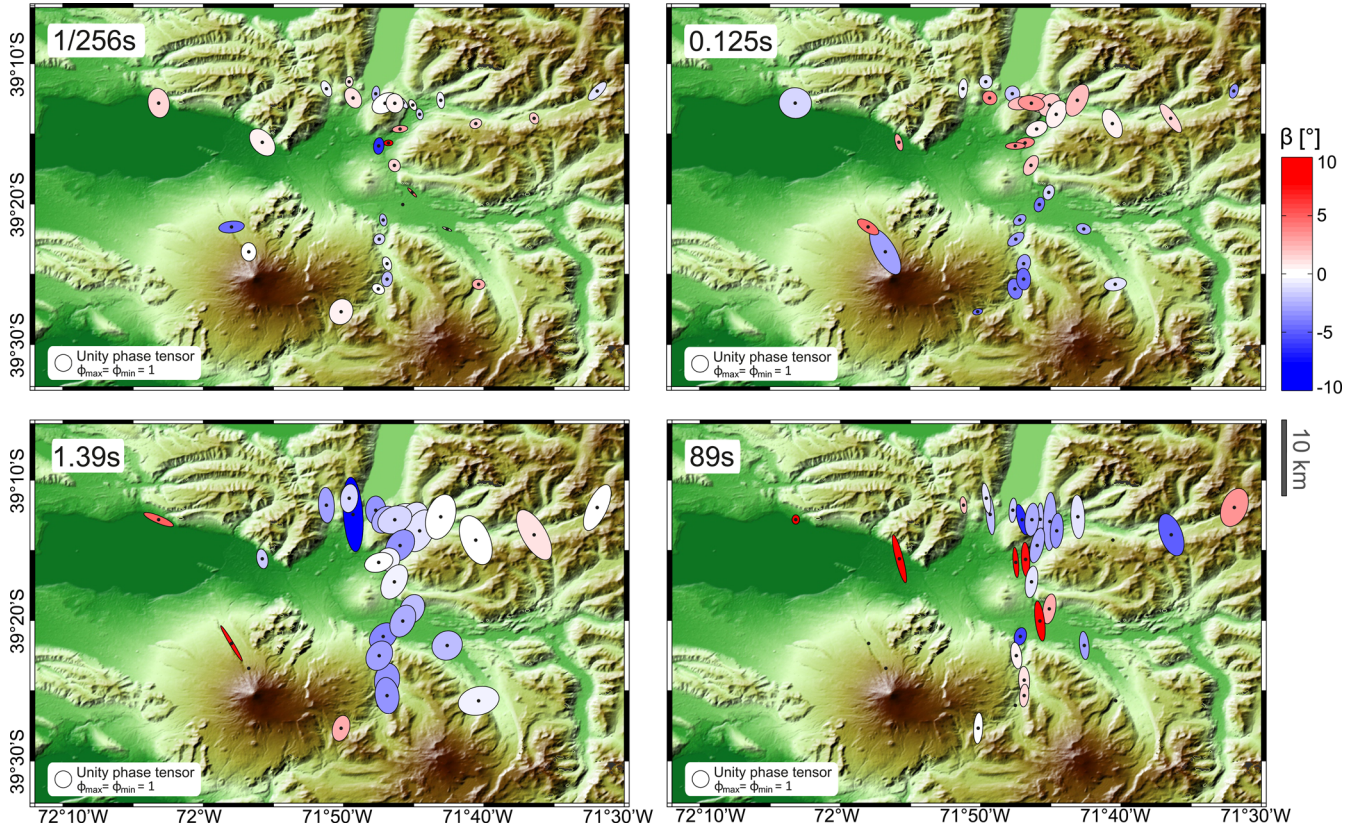 1/256s
0.125s
39°10'S
39°20'S
39°30'S
Unity phase tensor
ϕmax= ϕmin = 1
Unity phase tensor
ϕmax= ϕmin = 1
β [°]
10
5
0
-5
-10
1.39s
89s
39°10'S
39°20'S
39°30'S
10 km
Unity phase tensor
ϕmax= ϕmin = 1
Unity phase tensor
ϕmax= ϕmin = 1
72°10'W
72°W
71°50'W
71°40'W
71°30'W
72°10'W
72°W
71°50'W
71°40'W
71°30'W